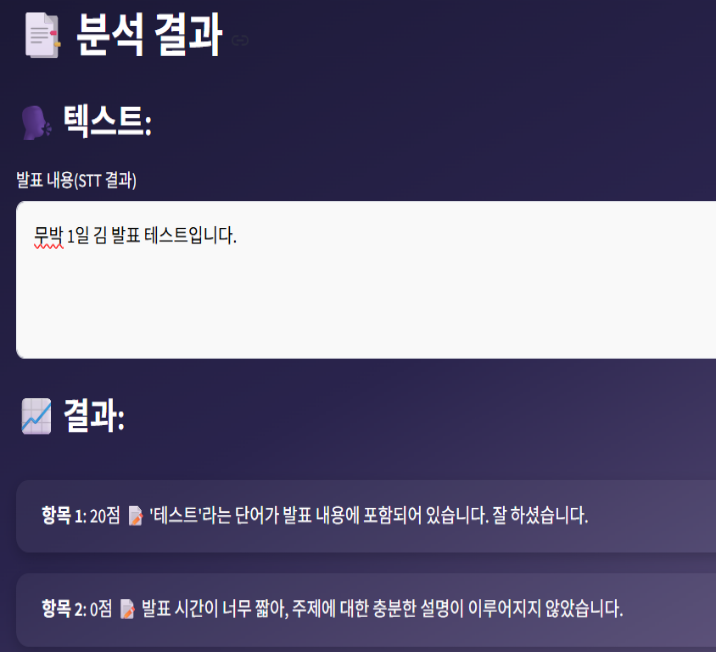 분석 결과
텍스트:
발표 내용(STT 결과)
무박 1일 김 발표 테스트입니다.
결과:
항목 1: 20점 📝 '테스트'라는 단어가 발표 내용에 포함되어 있습니다. 잘 하셨습니다.
항목 2: 0점 📝 발표 시간이 너무 짧아, 주제에 대한 충분한 설명이 이루어지지 않았습니다.